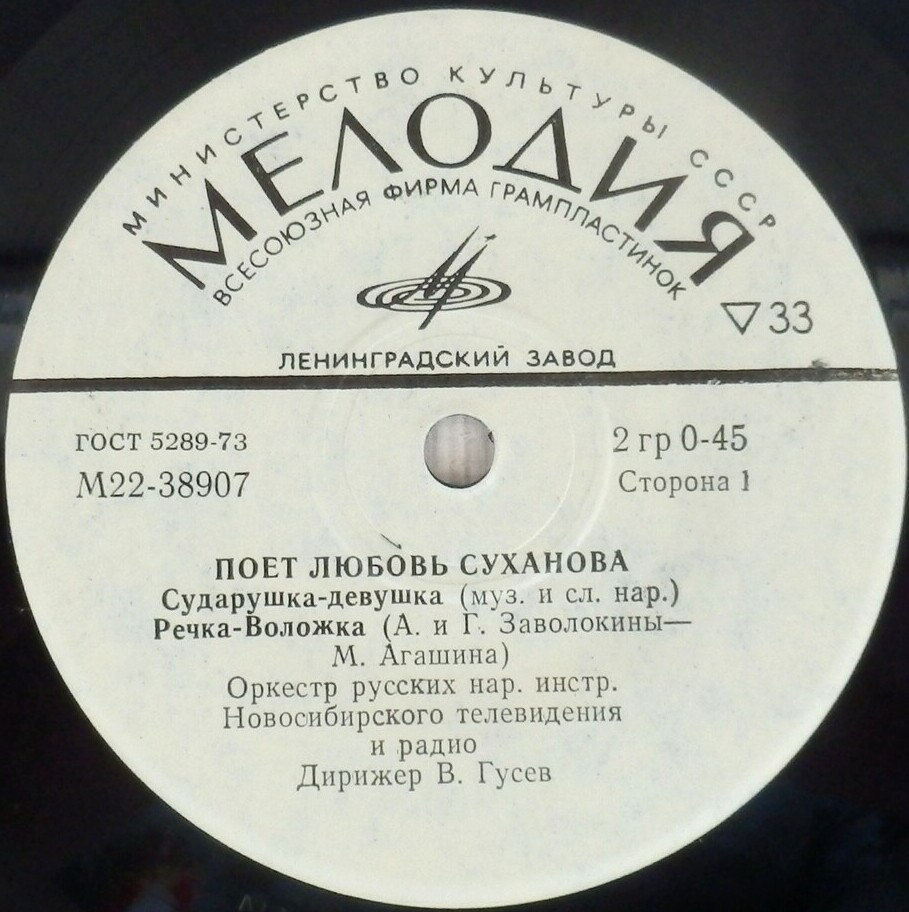 МИНИСТЕРСТВО КУЛЬТУРЫ СССР
МЕЛОДИЯ
ВСЕСОЮЗНАЯ ФИРМА ГРАМПЛАСТИНОК
33
ЛЕНИНГРАДСКИЙ ЗАВОД
ГОСТ 5289-73
2 гр 0-45
М22-38907
Сторона 1
ПОЕТ ЛЮБОВЬ СУХАНОВА
Сударушка-девушка (муз. и сл. нар.)
Речка-Воложка (А. и Г. Заволокины—
М. Агашина)
Оркестр русских нар. инстр.
Новосибирского телевидения
и радио
Дирижер В. Гусев